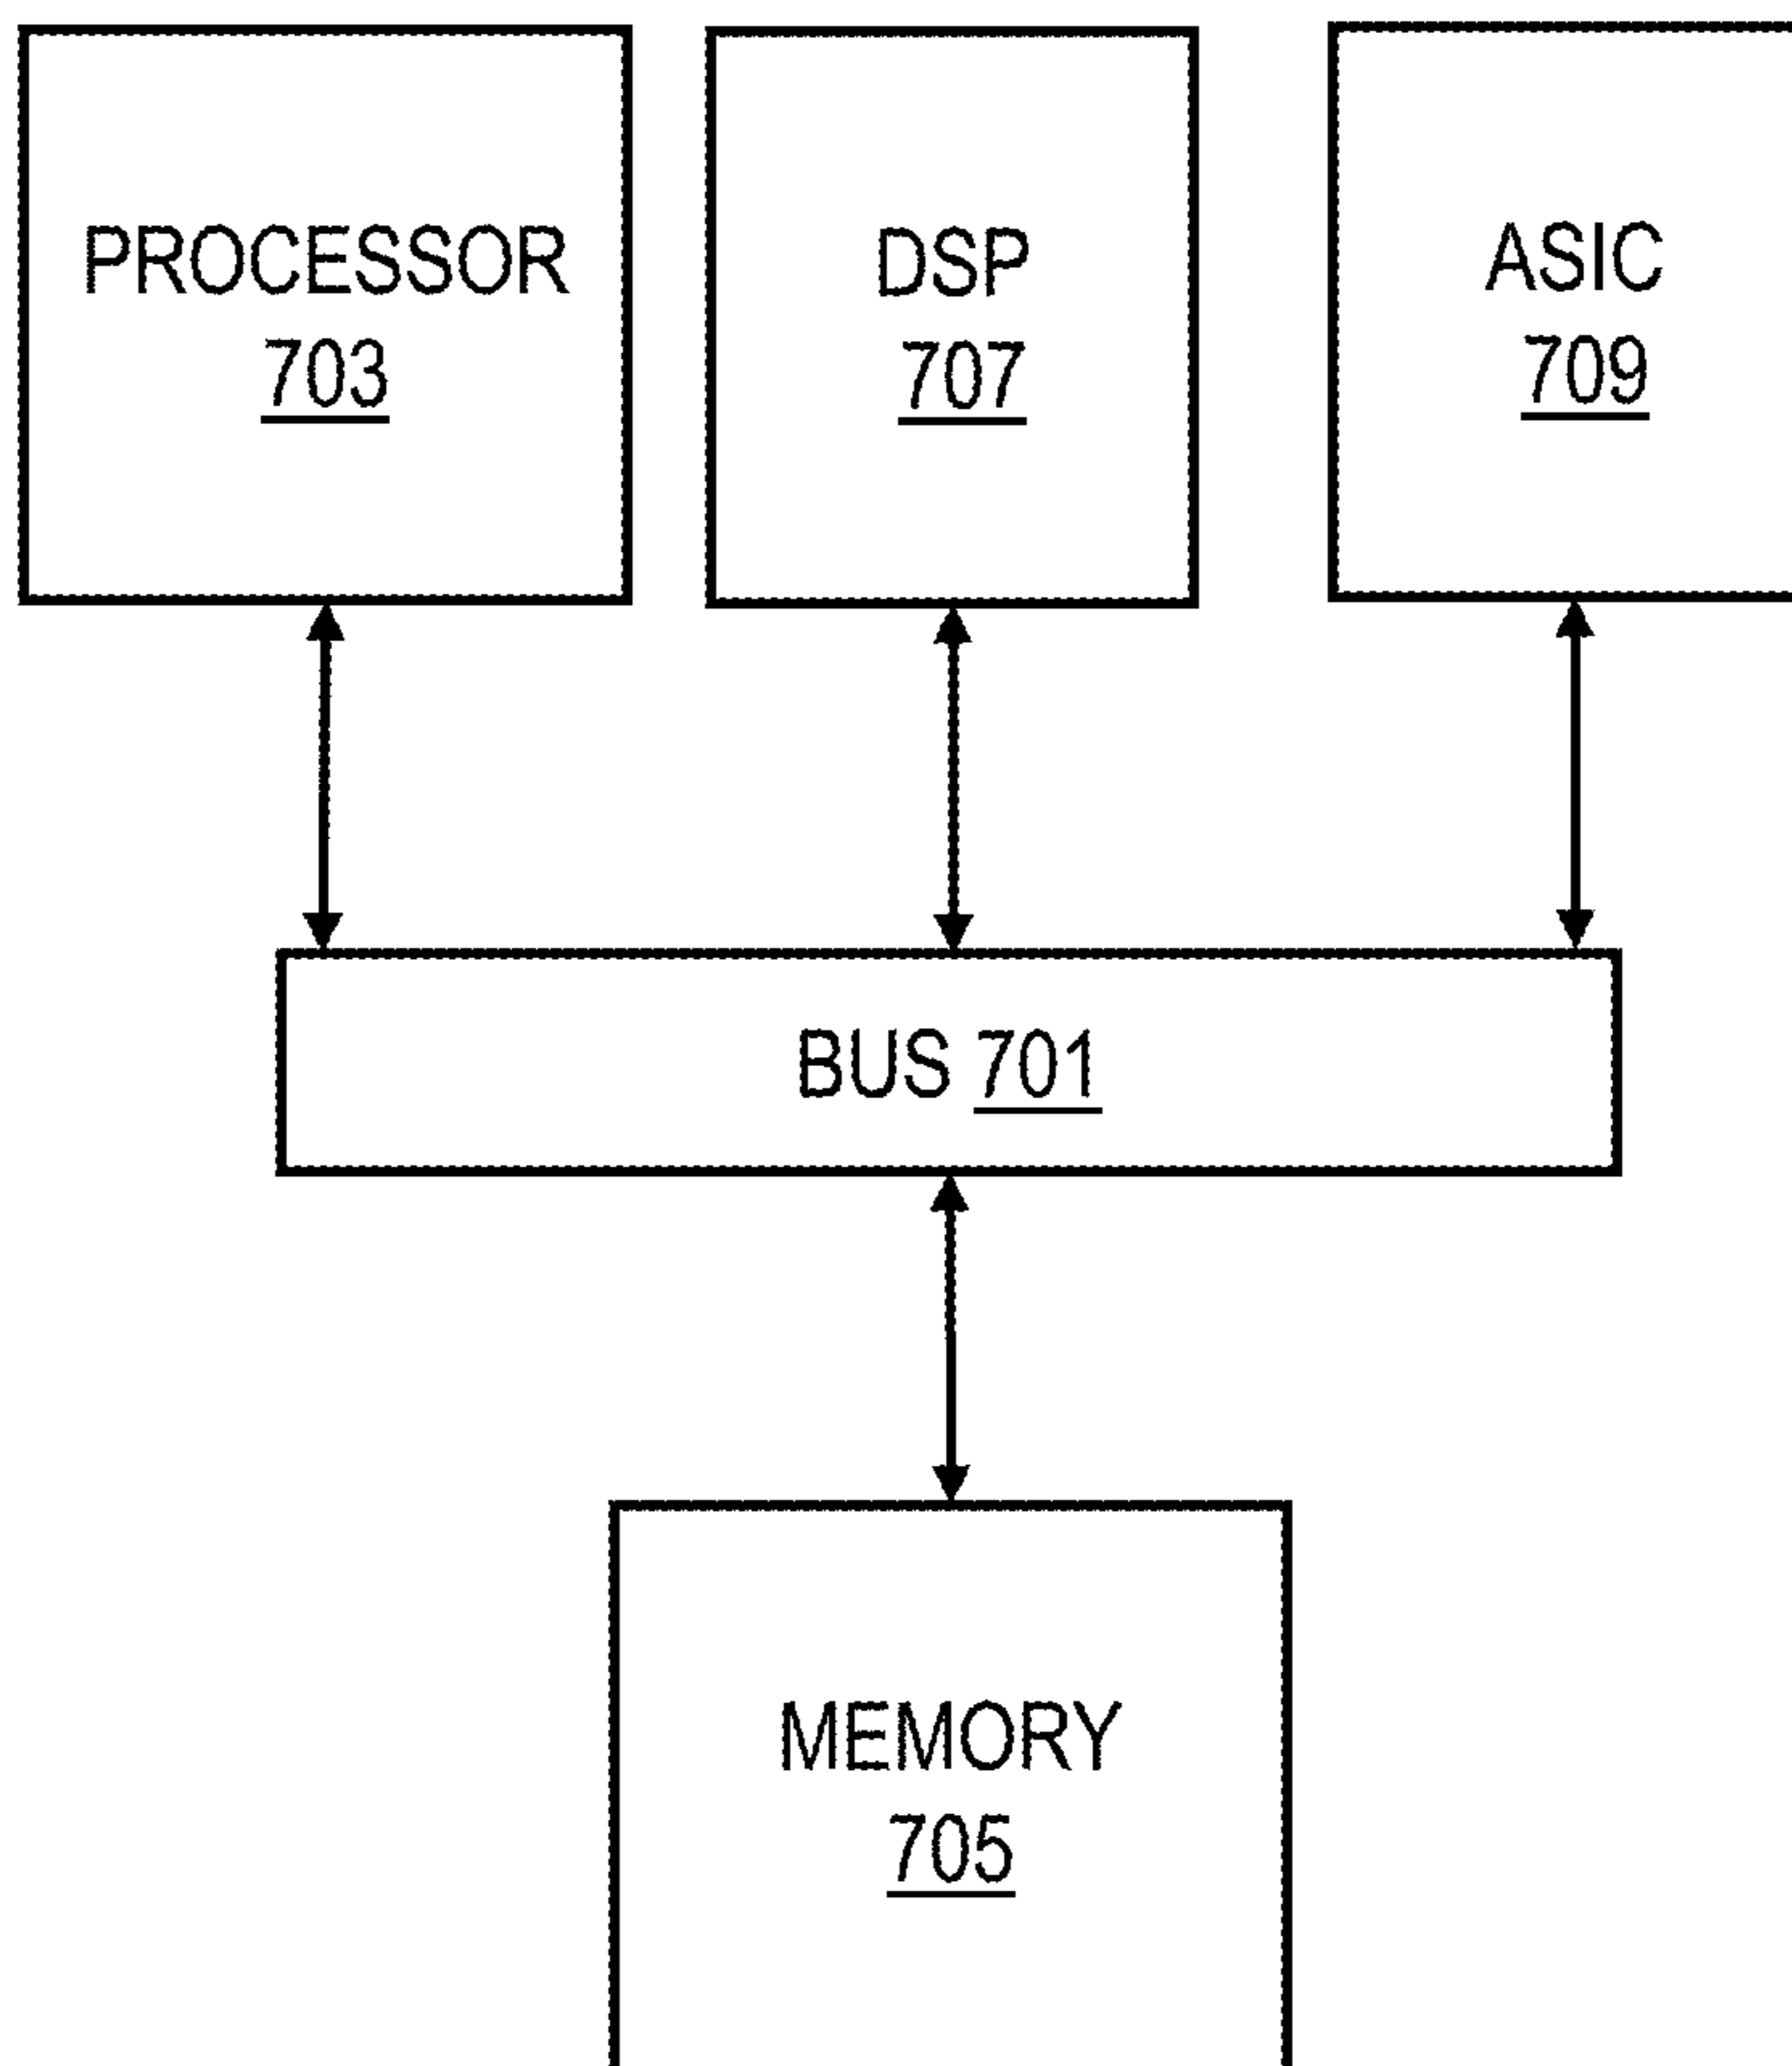 PROCESSOR
703
DSP
707
ASIC
709
BUS 701
MEMORY
705